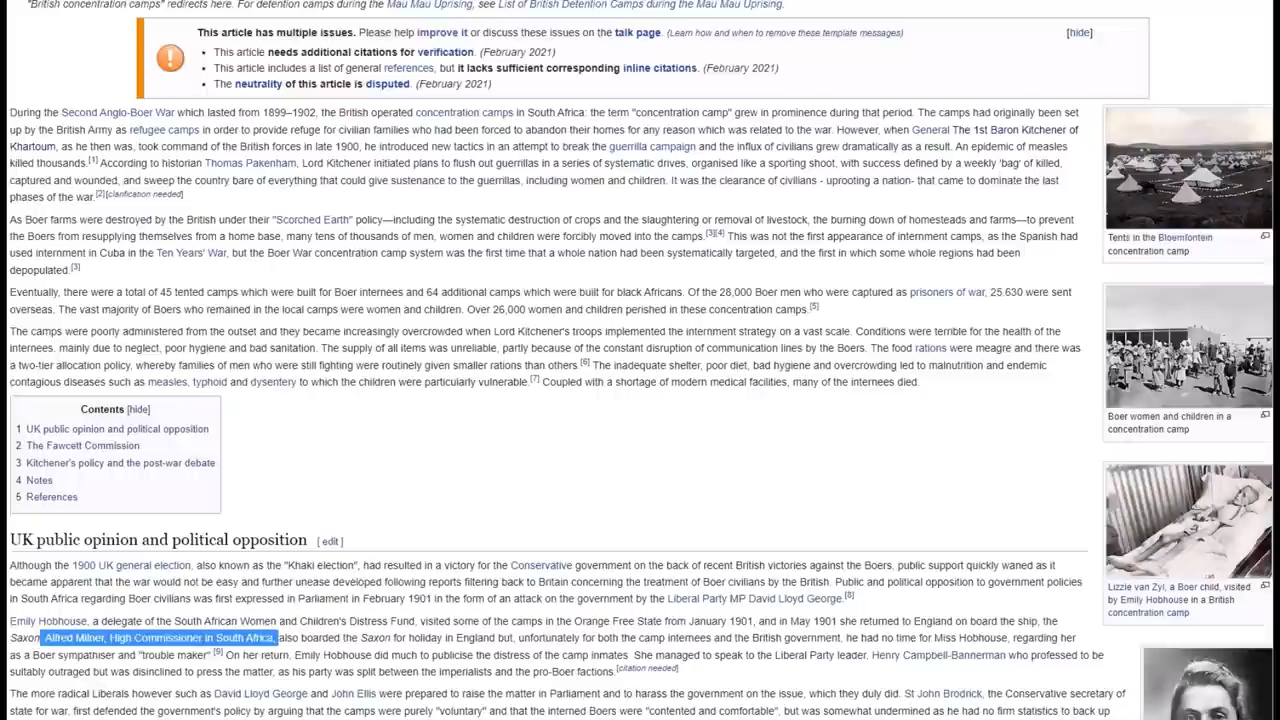 "British concentration camps" redirects here. For detention camps during the Mau Mau Uprising, see List of British Detention Camps during the Mau Mau Uprising.
This article has multiple issues. Please help improve it or discuss these issues on the talk page. (Learn how and when to remove these template messages) [hide]
• This article needs additional citations for verification. (February 2021)
• This article includes a list of general references, but it lacks sufficient corresponding inline citations. (February 2021)
• The neutrality of this article is disputed. (February 2021)
During the Second Anglo-Boer War which lasted from 1899–1902, the British operated concentration camps in South Africa: the term "concentration camp" grew in prominence during that period. The camps had originally been set
up by the British Army as refugee camps in order to provide refuge for civilian families who had been forced to abandon their homes for any reason which was related to the war. However, when General The 1st Baron Kitchener of
Khartoum, as he then was, took command of the British forces in late 1900, he introduced new tactics in an attempt to break the guerrilla campaign and the influx of civilians grew dramatically as a result. An epidemic of measles
killed thousands.[1] According to historian Thomas Pakenham, Lord Kitchener initiated plans to flush out guerrillas in a series of systematic drives, organised like a sporting shoot, with success defined by a weekly 'bag' of killed,
captured and wounded, and sweep the country bare of everything that could give sustenance to the guerrillas, including women and children. It was the clearance of civilians - uprooting a nation- that came to dominate the last
phases of the war.[2][clarification needed]
Tents in the Bloemfontein
concentration camp
As Boer farms were destroyed by the British under their "Scorched Earth" policy—including the systematic destruction of crops and the slaughtering or removal of livestock, the burning down of homesteads and farms—to prevent
the Boers from resupplying themselves from a home base, many tens of thousands of men, women and children were forcibly moved into the camps.[3][4] This was not the first appearance of internment camps, as the Spanish had
used internment in Cuba in the Ten Years' War, but the Boer War concentration camp system was the first time that a whole nation had been systematically targeted, and the first in which some whole regions had been
depopulated.[3]
Eventually, there were a total of 45 tented camps which were built for Boer internees and 64 additional camps which were built for black Africans. Of the 28,000 Boer men who were captured as prisoners of war, 25.630 were sent
overseas. The vast majority of Boers who remained in the local camps were women and children. Over 26,000 women and children perished in these concentration camps.[5]
The camps were poorly administered from the outset and they became increasingly overcrowded when Lord Kitchener's troops implemented the internment strategy on a vast scale. Conditions were terrible for the health of the
internees. mainly due to neglect, poor hygiene and bad sanitation. The supply of all items was unreliable, partly because of the constant disruption of communication lines by the Boers. The food rations were meagre and there was
a two-tier allocation policy, whereby families of men who were still fighting were routinely given smaller rations than others.[6] The inadequate shelter, poor diet, bad hygiene and overcrowding led to malnutrition and endemic
contagious diseases such as measles, typhoid and dysentery to which the children were particularly vulnerable.[7] Coupled with a shortage of modern medical facilities, many of the internees died.
Boer women and children in a
concentration camp
Contents [hide]
1 UK public opinion and political opposition
2 The Fawcett Commission
3 Kitchener's policy and the post-war debate
4 Notes
5 References
UK public opinion and political opposition [ edit ]
Although the 1900 UK general election, also known as the "Khaki election", had resulted in a victory for the Conservative government on the back of recent British victories against the Boers, public support quickly waned as it
became apparent that the war would not be easy and further unease developed following reports filtering back to Britain concerning the treatment of Boer civilians by the British. Public and political opposition to government policies
in South Africa regarding Boer civilians was first expressed in Parliament in February 1901 in the form of an attack on the government by the Liberal Party MP David Lloyd George.[8]
Lizzie van Zyl, a Boer child, visited
by Emily Hobhouse in a British
concentration camp
Emily Hobhouse, a delegate of the South African Women and Children's Distress Fund, visited some of the camps in the Orange Free State from January 1901, and in May 1901 she returned to England on board the ship, the
Saxon Alfred Milner, High Commissioner in South Africa, also boarded the Saxon for holiday in England but, unfortunately for both the camp internees and the British government, he had no time for Miss Hobhouse, regarding her
as a Boer sympathiser and "trouble maker" [9] On her return, Emily Hobhouse did much to publicise the distress of the camp inmates She managed to speak to the Liberal Party leader, Henry Campbell-Bannerman who professed to be
suitably outraged but was disinclined to press the matter, as his party was split between the imperialists and the pro-Boer factions.[citation needed]
The more radical Liberals however such as David Lloyd George and John Ellis were prepared to raise the matter in Parliament and to harass the government on the issue, which they duly did. St John Brodrick, the Conservative secretary of
state for war, first defended the government's policy by arguing that the camps were purely "voluntary" and that the interned Boers were "contented and comfortable", but was somewhat undermined as he had no firm statistics to back up